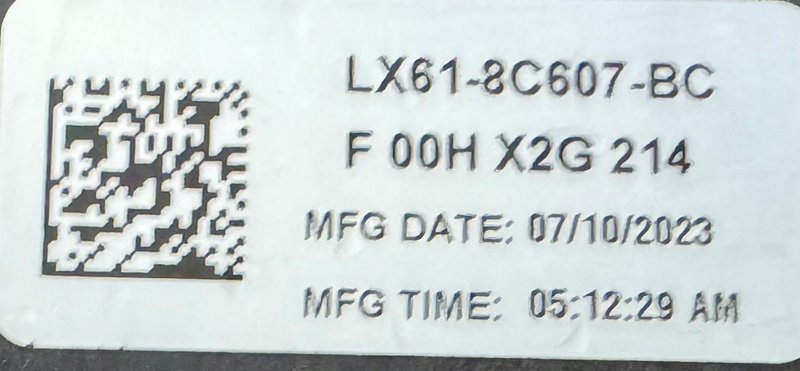 LX61-8C607-BC
F 00H X2G 214
MFG DATE: 07/10/2023
MFG TIME: 05:12:29 AM